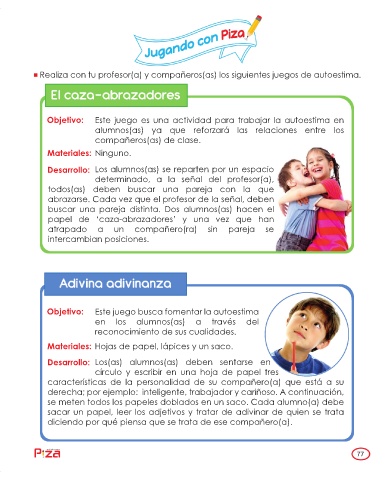 Jugando con Piza
Realiza con tu profesor(a) y compañeros(as) los siguientes juegos de autoestima.
El caza-abrazadores
Objetivo: Este juego es una actividad para trabajar la autoestima en
alumnos(as) ya que reforzará las relaciones entre los
compañeros(as) de clase.
Materiales: Ninguno.
Desarrollo: Los alumnos(as) se reparten por un espacio
determinado, a la señal del profesor(a),
todos(as) deben buscar una pareja con la que
abrazarse. Cada vez que el profesor de la señal, deben
buscar una pareja distinta. Dos alumnos(as) hacen el
papel de ‘caza-abrazadores’ y una vez que han
atrapado a un compañero(ra) sin pareja se
intercambian posiciones.
Adivina adivinanza
Objetivo: Este juego busca fomentar la autoestima
en los alumnos(as) a través del
reconocimiento de sus cualidades.
Materiales: Hojas de papel, lápices y un saco.
Desarrollo: Los(as) alumnos(as) deben sentarse en
círculo y escribir en una hoja de papel tres
características de la personalidad de su compañero(a) que está a su
derecha; por ejemplo: inteligente, trabajador y cariñoso. A continuación,
se meten todos los papeles doblados en un saco. Cada alumno(a) debe
sacar un papel, leer los adjetivos y tratar de adivinar de quien se trata
diciendo por qué piensa que se trata de ese compañero(a).
Piza
77